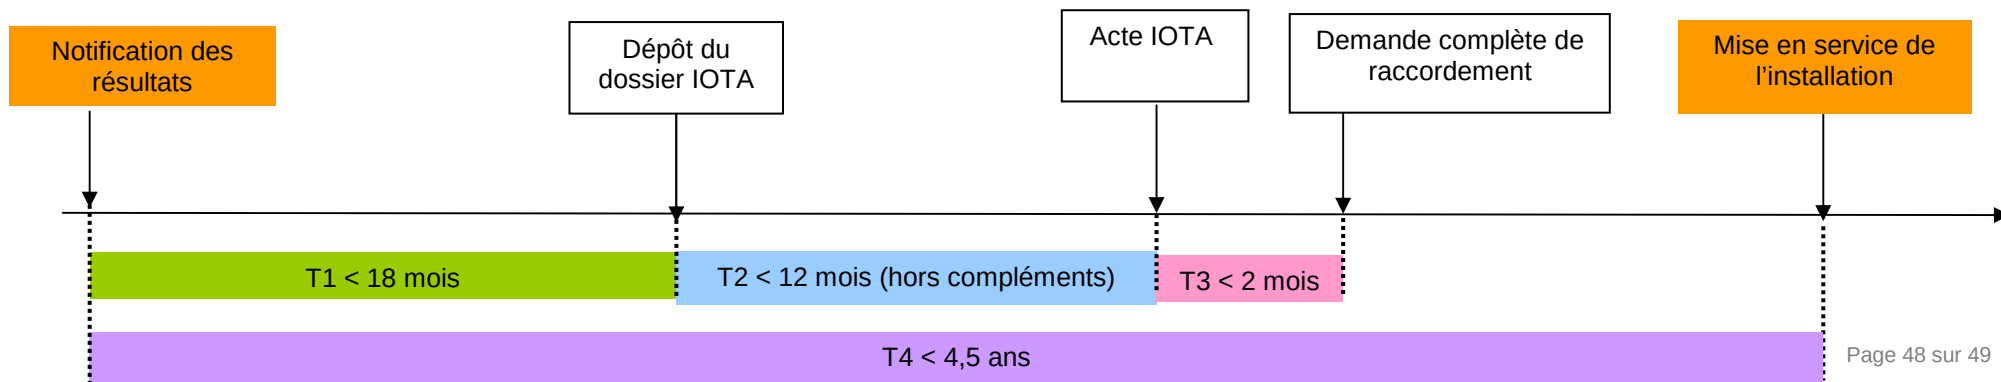 Notification des
résultats
Dépôt du
dossier IOTA
Acte IOTA
Demande complète de
raccordement
Mise en service de
l'installation
T1 < 18 mois
T2 < 12 mois (hors compléments)
T3 < 2 mois
T4 < 4,5 ans
Page 48 sur 49